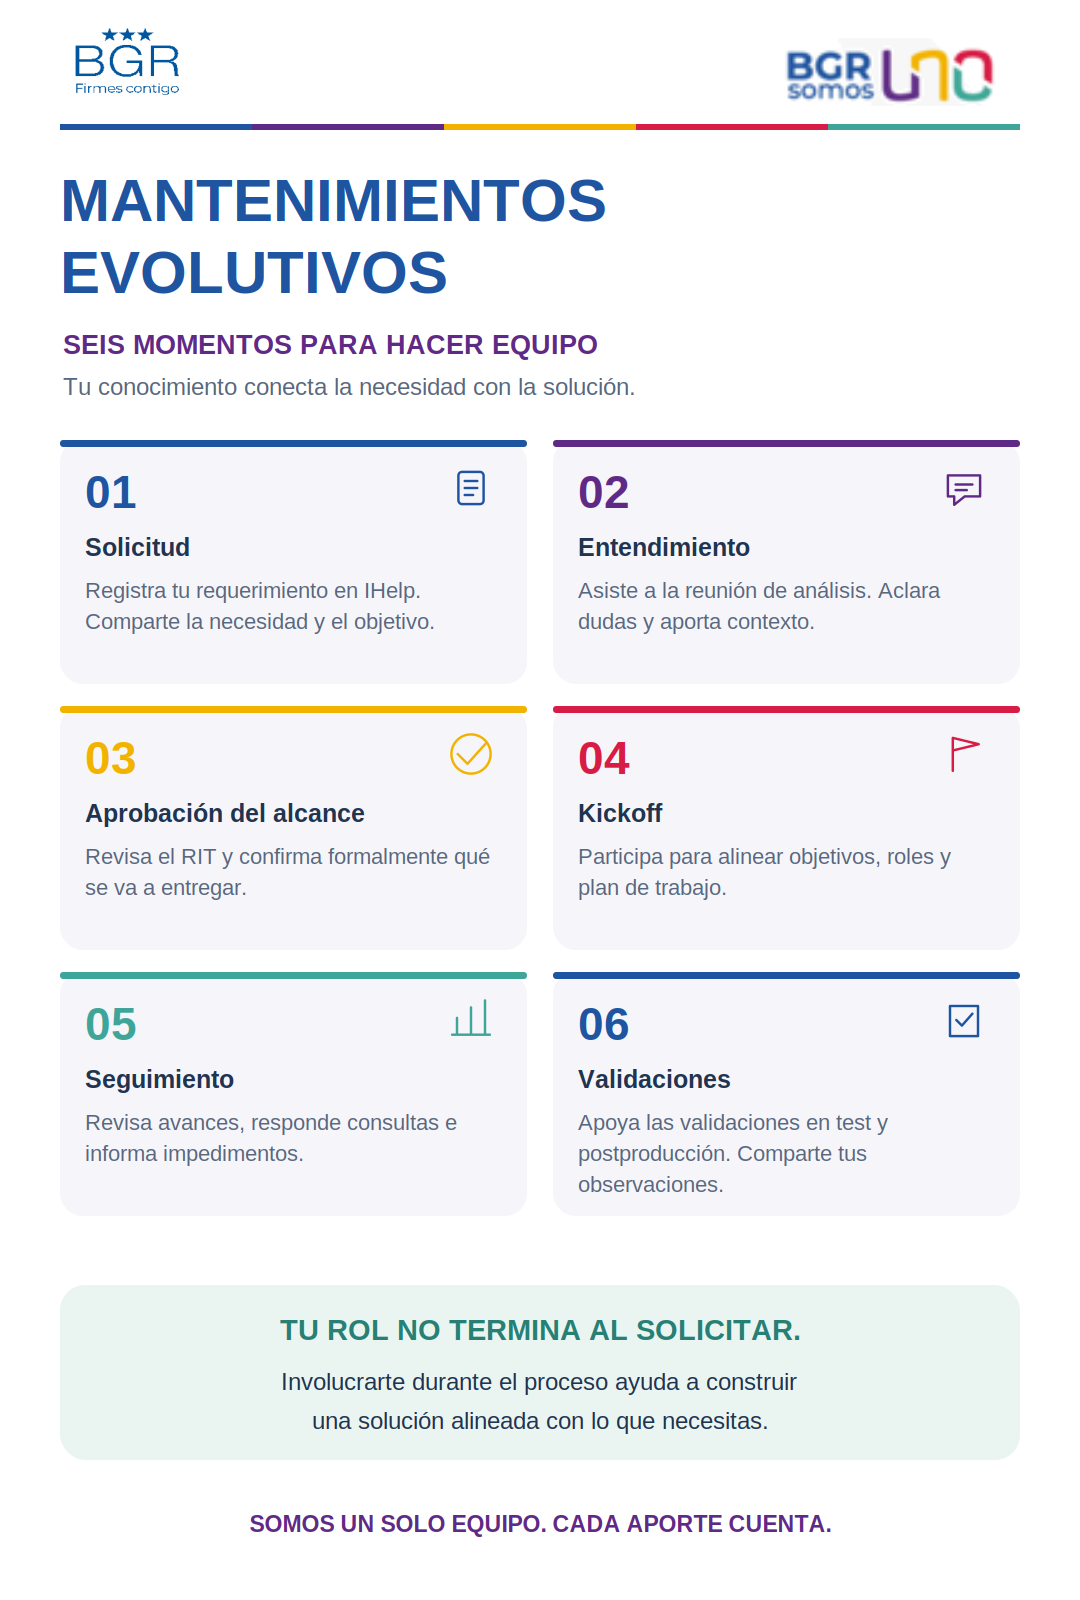 BGR
Firmes contigo
BGR
somos
uno
MANTENIMIENTOS
EVOLUTIVOS
SEIS MOMENTOS PARA HACER EQUIPO
Tu conocimiento conecta la necesidad con la solución.
01
Solicitud
Registra tu requerimiento en IHelp.
Comparte la necesidad y el objetivo.
02
Entendimiento
Asiste a la reunión de análisis. Aclara
dudas y aporta contexto.
03
Aprobación del alcance
Revisa el RIT y confirma formalmente qué
se va a entregar.
04
Kickoff
Participa para alinear objetivos, roles y
plan de trabajo.
05
Seguimiento
Revisa avances, responde consultas e
informa impedimentos.
06
Validaciones
Apoya las validaciones en test y
postproducción. Comparte tus
observaciones.
TU ROL NO TERMINA AL SOLICITAR.
Involucrarte durante el proceso ayuda a construir
una solución alineada con lo que necesitas.
SOMOS UN SOLO EQUIPO. CADA APORTE CUENTA.